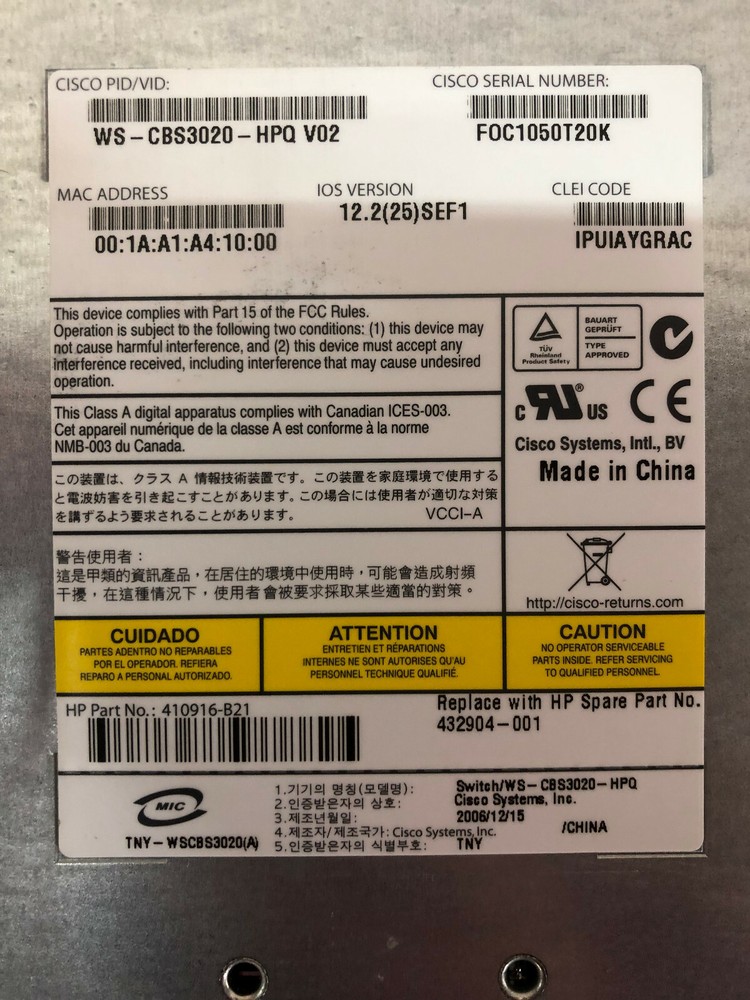 CISCO PID/VID:
WS-CBS3020-HPQ V02
CISCO SERIAL NUMBER:
FOC1050T20K
MAC ADDRESS
00:1A:A1:A4:10:00
IOS VERSION
12.2(25)SEF1
CLEI CODE
IPUIAYGRAC
This device complies with Part 15 of the FCC Rules.
Operation is subject to the following two conditions: (1) this device may
not cause harmful interference, and (2) this device must accept any
interference received, including interference that may cause undesired
operation.
This Class A digital apparatus complies with Canadian ICES-003.
Cet appareil numérique de la classe A est conforme à la norme
NMB-003 du Canada.
この装置は、クラス A 情報技術装置です。この装置を家庭環境で使用する
と電波妨害を引き起こすことがあります。この場合には使用者が適切な対策
を講ずるよう要求されることがあります。 VCCI-A
警告使用者：
這是甲類的資訊產品，在居住的環境中使用時，可能會造成射頻
干擾，在這種情況下，使用者會被要求採取某些適當的對策。
TÜV
Rheinland
Product Safety
BAUART
GEPRÜFT
TYPE
APPROVED
N
c RU® US CE
Cisco Systems, Intl., BV
Made in China
http://cisco-returns.com
CUIDADO
PARTES ADENTRO NO REPARABLES
POR EL OPERADOR. REFIERA
REPARO A PERSONAL AUTORIZADO.
ATTENTION
ENTRETIEN ET RÉPARATIONS
INTERNES NE SONT AUTORISES QU'AU
PERSONNEL TECHNIQUE QUALIFIÉ.
CAUTION
NO OPERATOR SERVICEABLE
PARTS INSIDE. REFER SERVICING
TO QUALIFIED PERSONNEL.
HP Part No.: 410916-B21
Replace with HP Spare Part No.
432904-001
MIC
TNY-WSCBS3020(A)
1.기기의 명칭(모델명): Switch/WS-CBS3020-HPQ
2.인증받은자의 상호: Cisco Systems, Inc.
3.제조년월일: 2006/12/15
4.제조자/제조국가: Cisco Systems, Inc. /CHINA
5.인증받은자의 식별부호: TNY